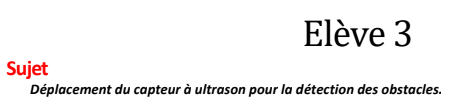 Elève 3
Sujet
Déplacement du capteur à ultrason pour la détection des obstacles.